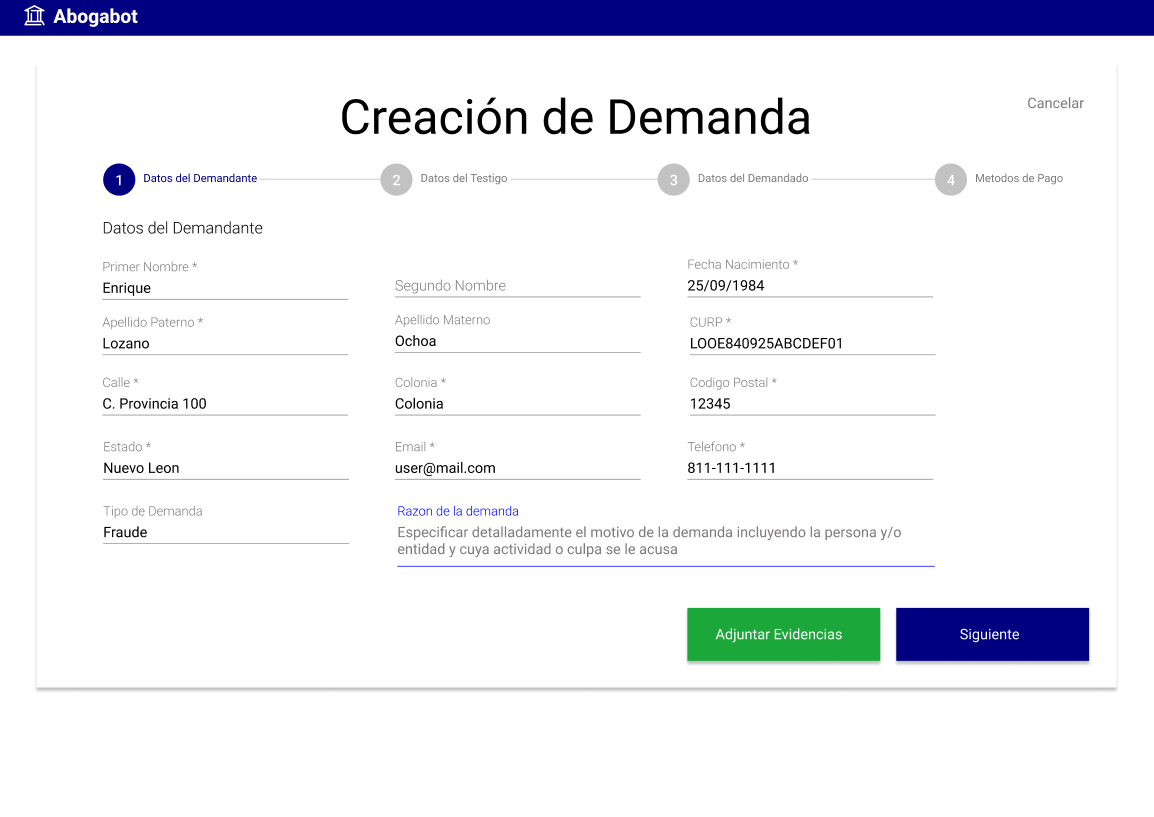 Abogabot
Creación de Demanda
Cancelar
1 Datos del Demandante
2 Datos del Testigo
3 Datos del Demandado
4 Metodos de Pago
Datos del Demandante
Primer Nombre *
Enrique
Segundo Nombre
Fecha Nacimiento *
25/09/1984
Apellido Paterno *
Lozano
Apellido Materno
Ochoa
CURP *
LOOE840925ABCDEF01
Calle *
C. Provincia 100
Colonia *
Colonia
Codigo Postal *
12345
Estado *
Nuevo Leon
Email *
user@mail.com
Telefono *
811-111-1111
Tipo de Demanda
Fraude
Razon de la demanda
Especificar detalladamente el motivo de la demanda incluyendo la persona y/o
entidad y cuya actividad o culpa se le acusa
Adjuntar Evidencias
Siguiente